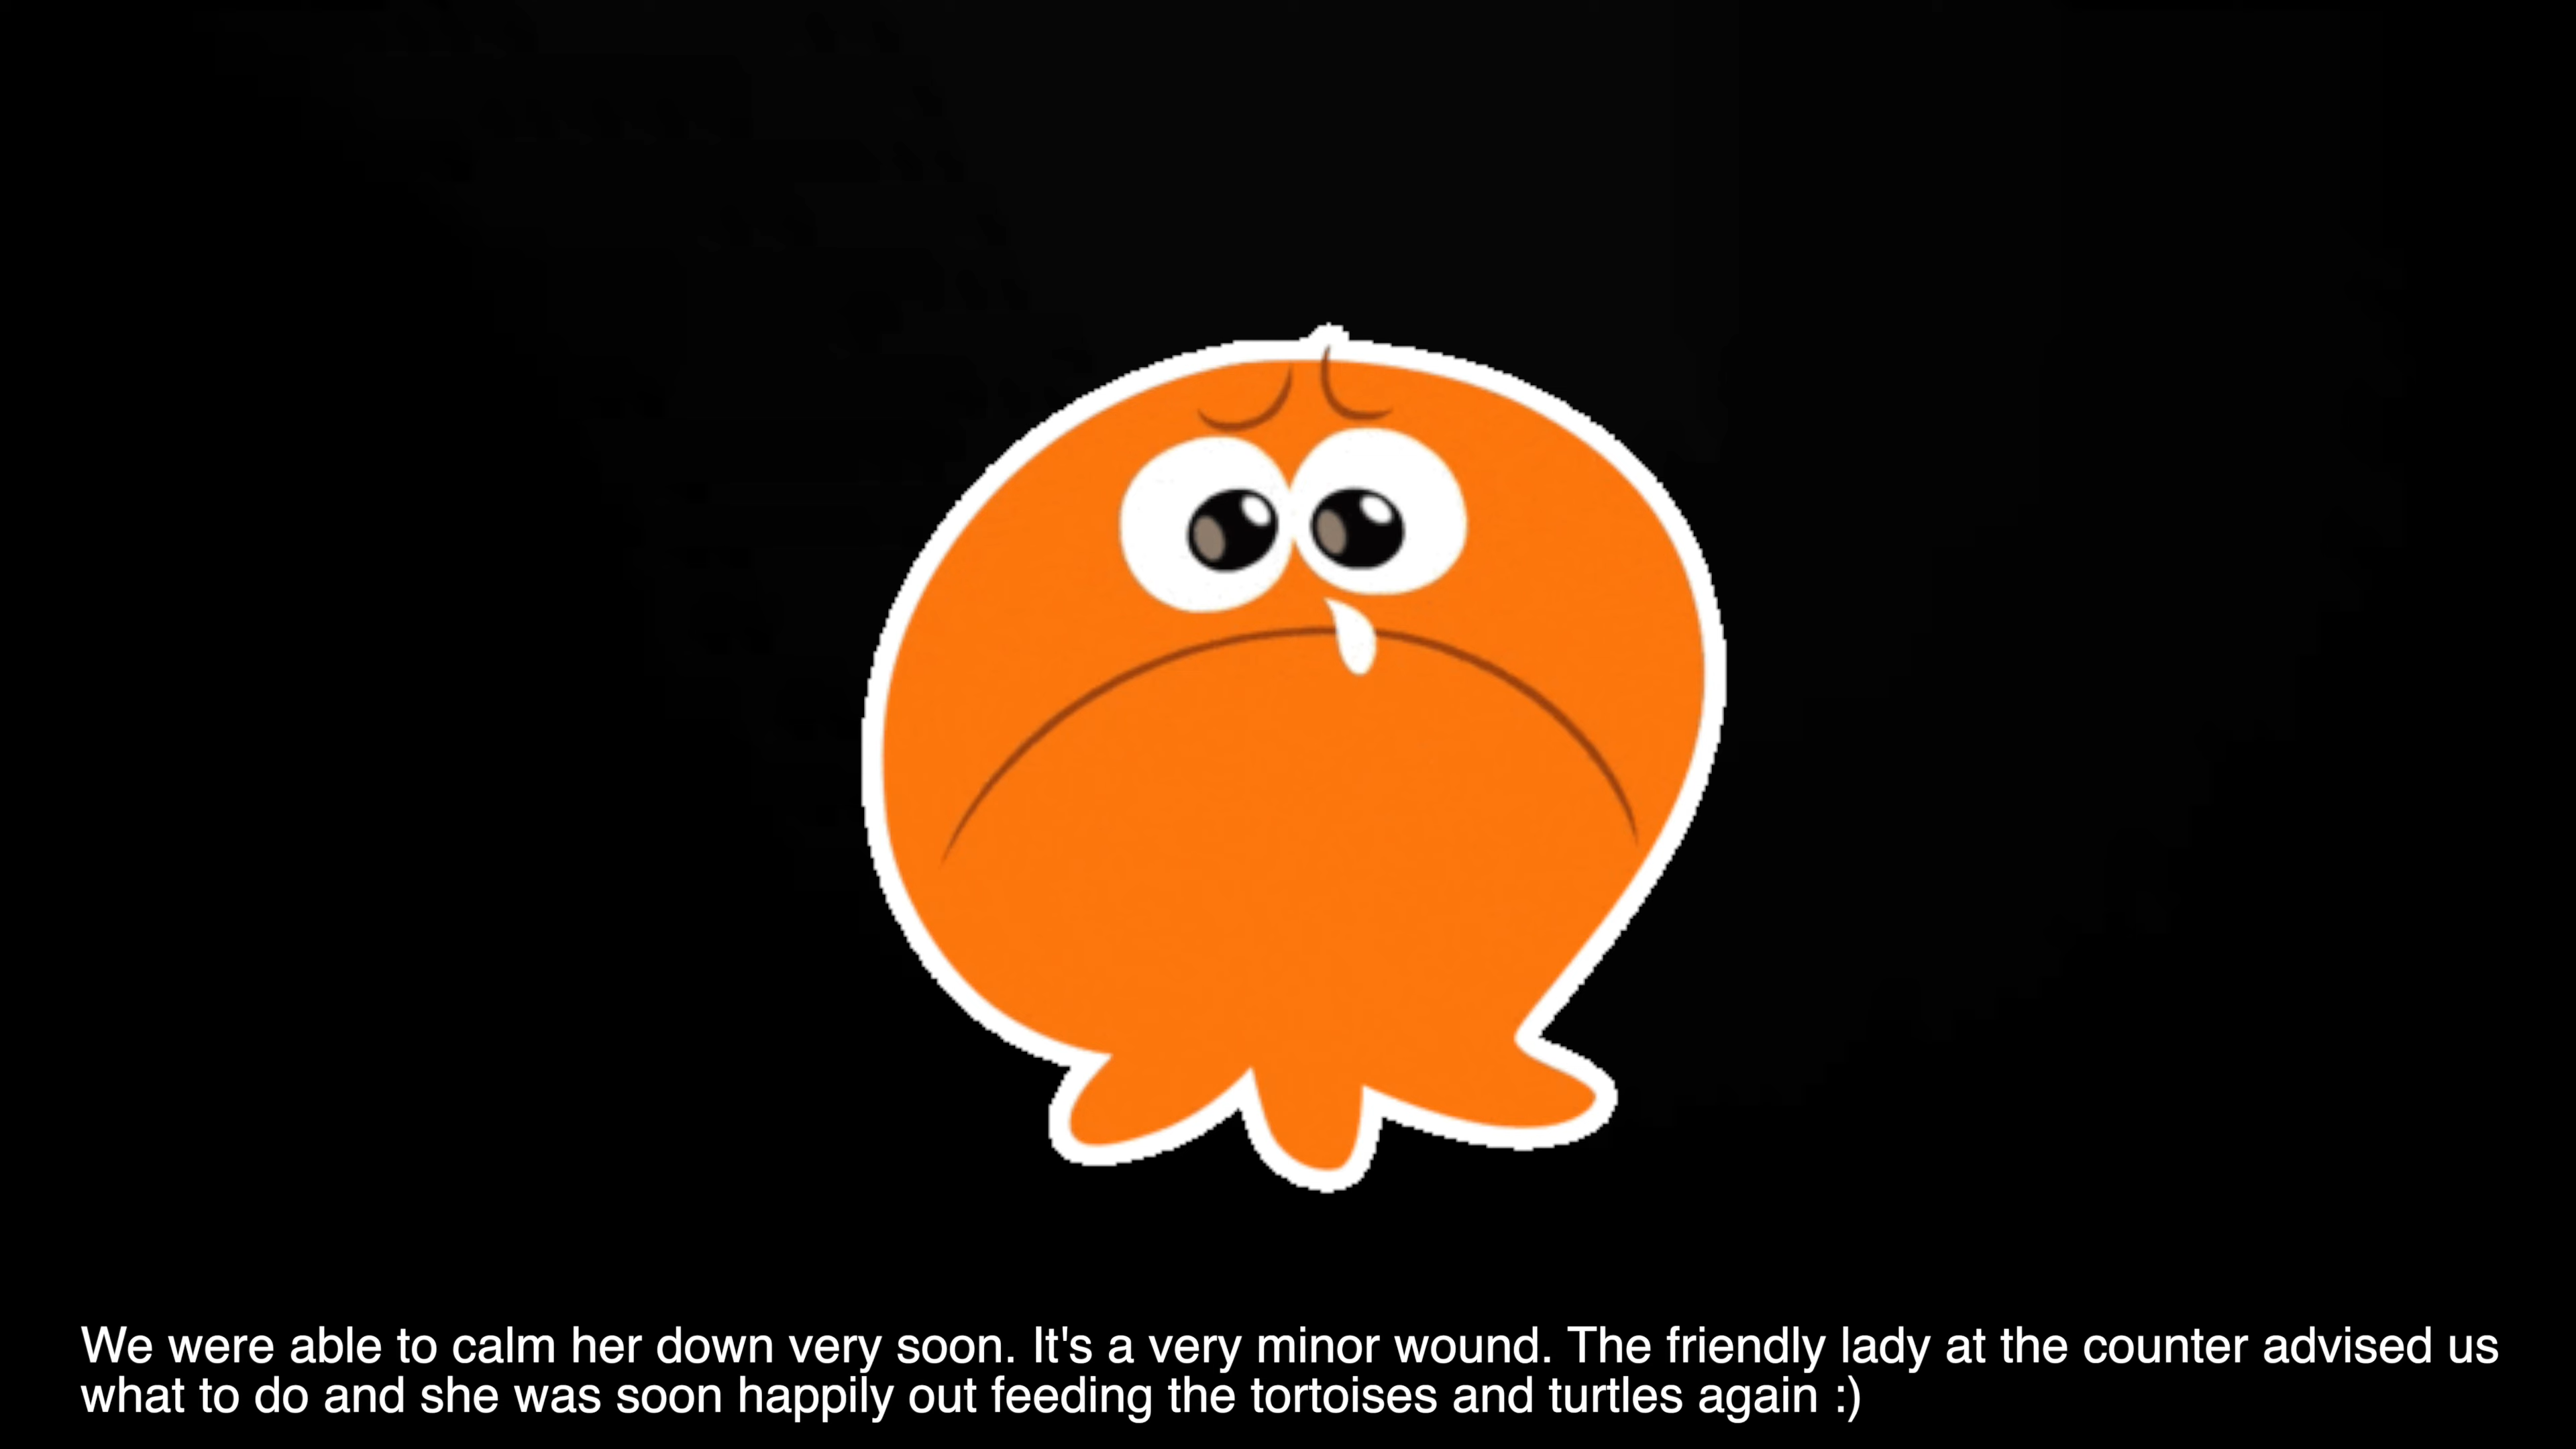 We were able to calm her down very soon. It's a very minor wound. The friendly lady at the counter advised us
what to do and she was soon happily out feeding the tortoises and turtles again :)